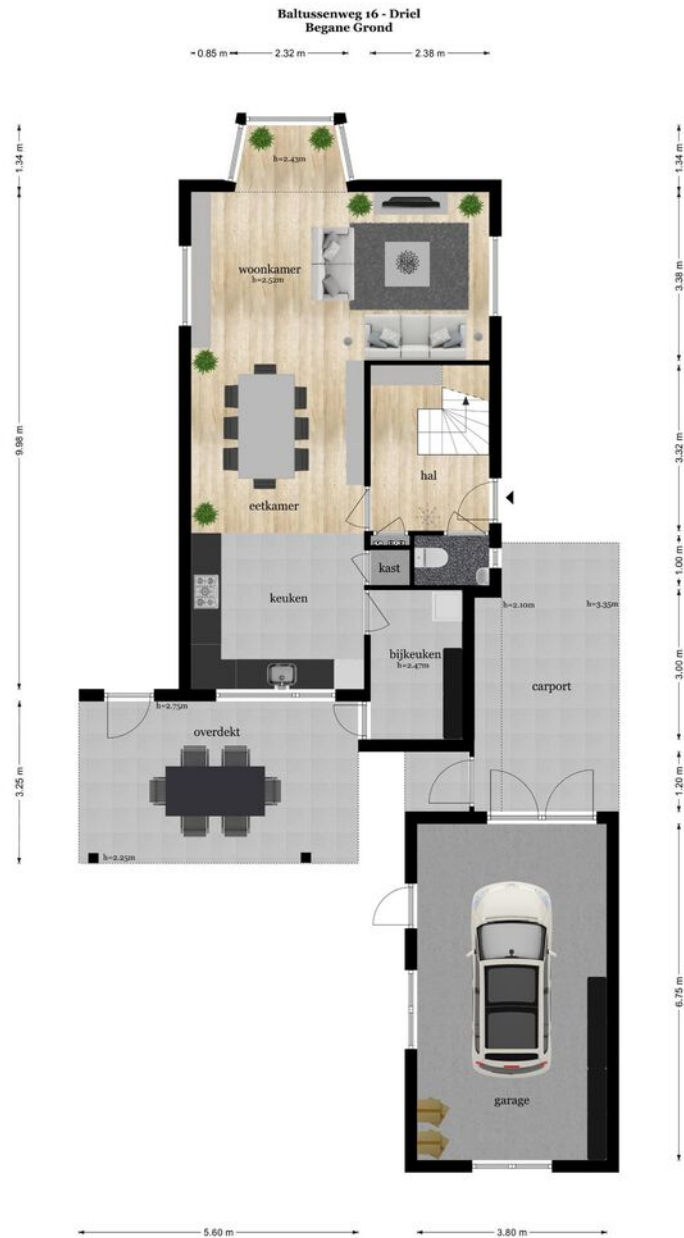 Baltussenweg 16 - Driel
Begane Grond
0.85 m
2.32 m
2.38 m
1.34 m
1.34 m
h=2.43m
woonkamer
h=2.52m
3.38 m
9.98 m
3.32 m
hal
eetkamer
1.00 m
kast
keuken
h=2.10m
h=3.35m
bijkeuken
h=2.47m
3.00 m
carport
h=2.75m
overdekt
3.25 m
1.20 m
h=2.25m
6.75 m
garage
5.60 m
3.80 m